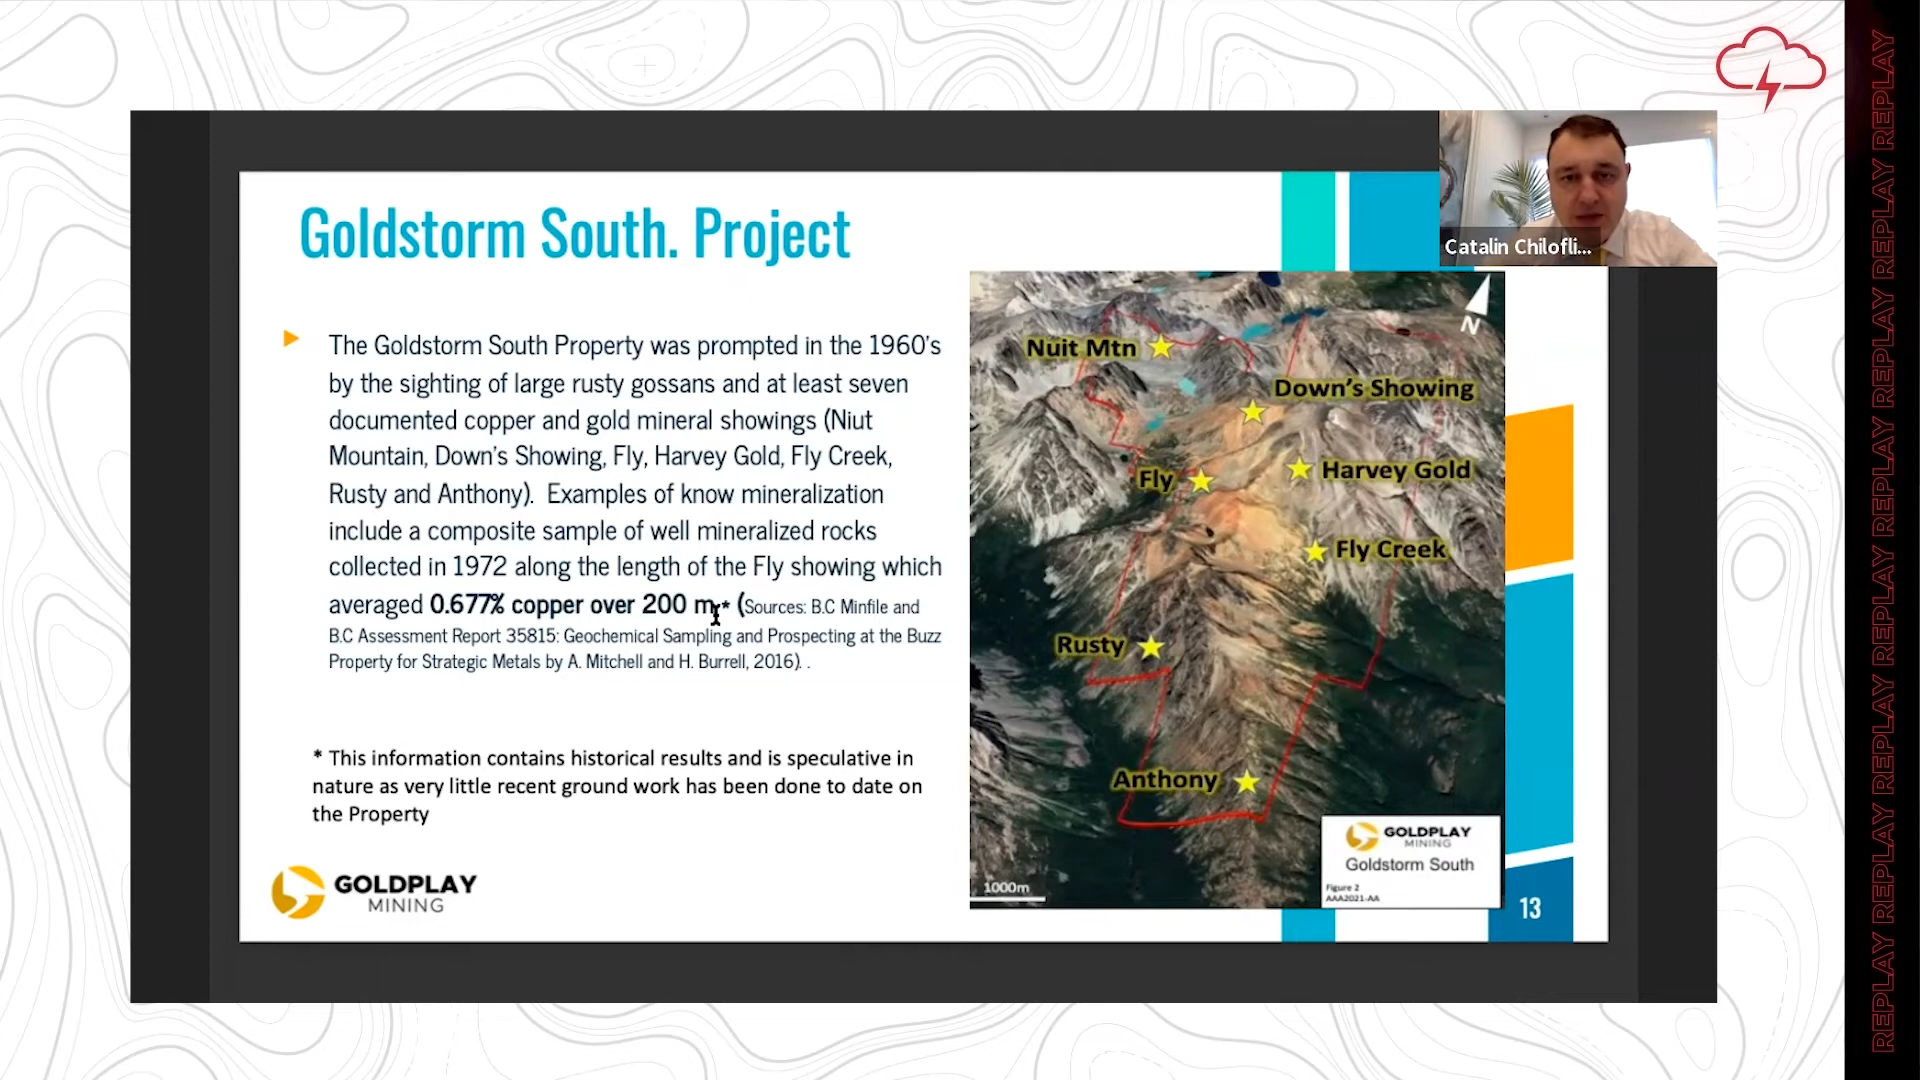 Goldstorm South. Project
The Goldstorm South Property was prompted in the 1960's
by the sighting of large rusty gossans and at least seven
documented copper and gold mineral showings (Niut
Mountain, Down's Showing, Fly, Harvey Gold, Fly Creek,
Rusty and Anthony). Examples of know mineralization
include a composite sample of well mineralized rocks
collected in 1972 along the length of the Fly showing which
averaged 0.677% copper over 200 m.* (Sources: B.C Minfile and
B.C Assessment Report 35815: Geochemical Sampling and Prospecting at the Buzz
Property for Strategic Metals by A. Mitchell and H. Burrell, 2016). .
* This information contains historical results and is speculative in
nature as very little recent ground work has been done to date on
the Property
GOLDPLAY
MINING
Catalin Chilofli...
N
Nuit Mtn
Down's Showing
Fly
Harvey Gold
Fly Creek
Rusty
Anthony
1000m
GOLDPLAY
MINING
Goldstorm South
Figure 2
AAA2021-AA
13
REPLAY REPLAY REPLAY REPLAY REPLAY REPLAY REPLAY REPLAY REPLAY REPLAY REPLAY